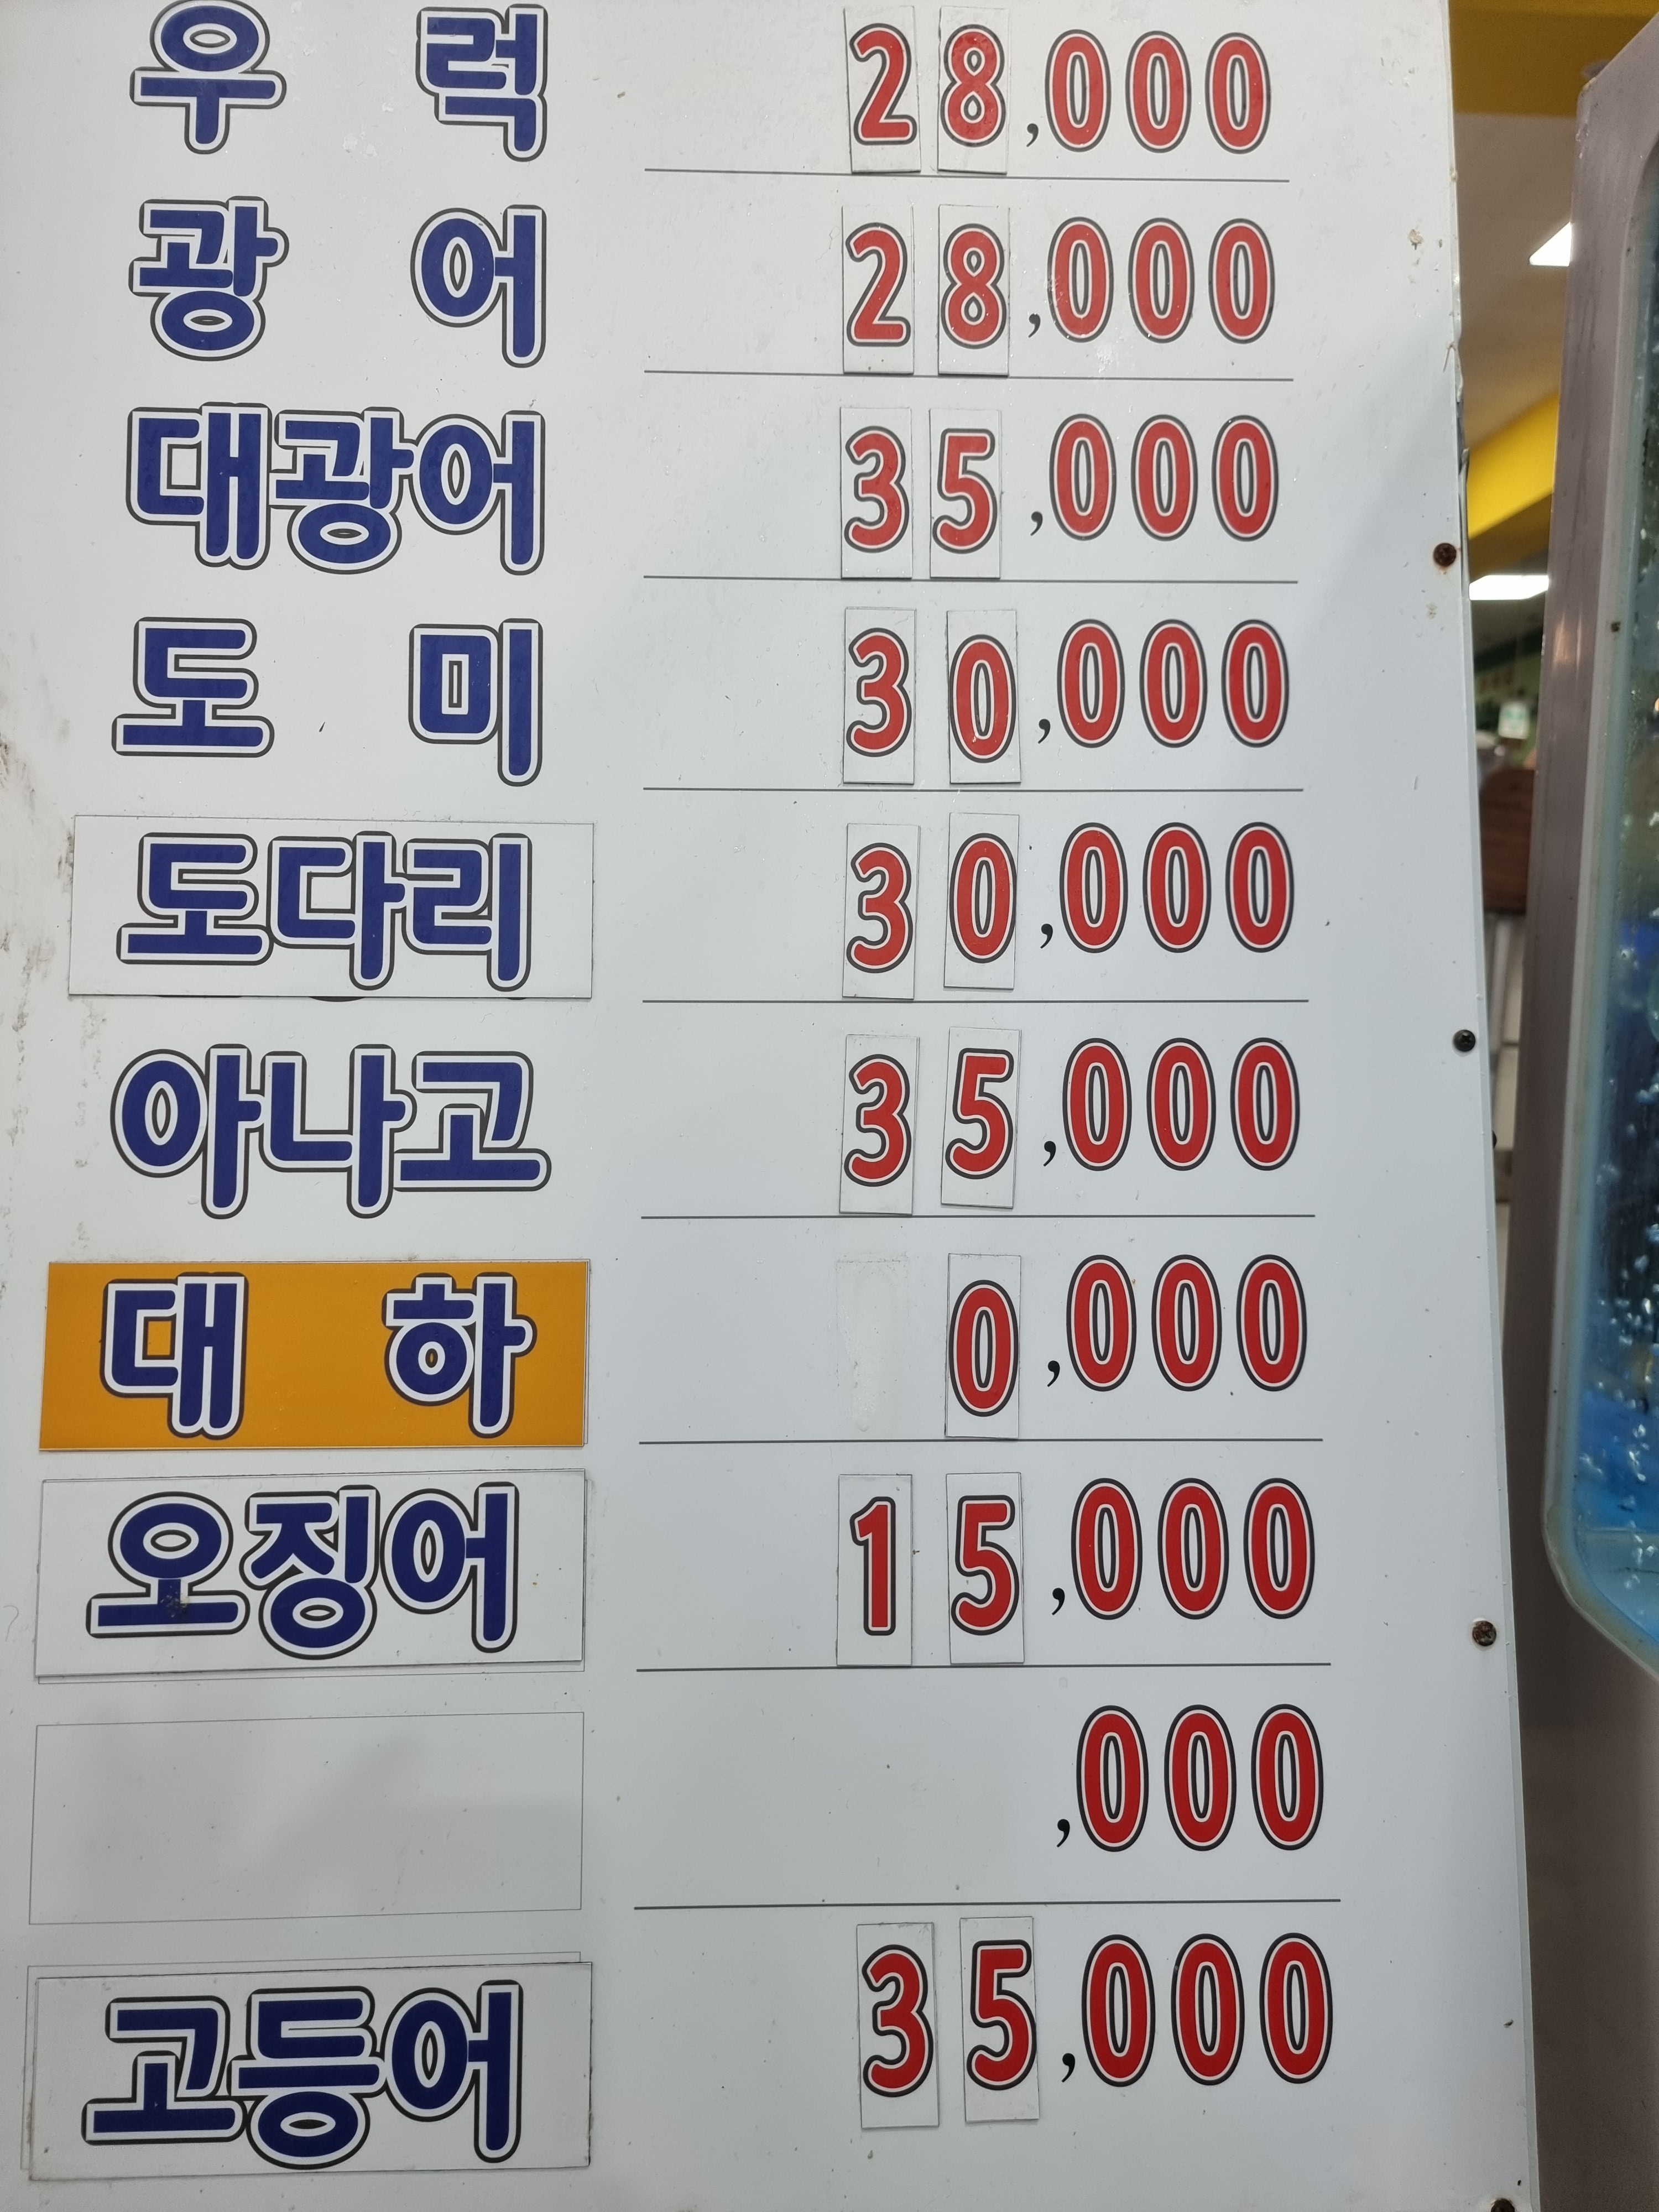 우 럭 28,000
광 어 28,000
대광어 35,000
도 미 30,000
도다리 30,000
아나고 35,000
대 하 0,000
오징어 15,000
,000
고등어 35,000